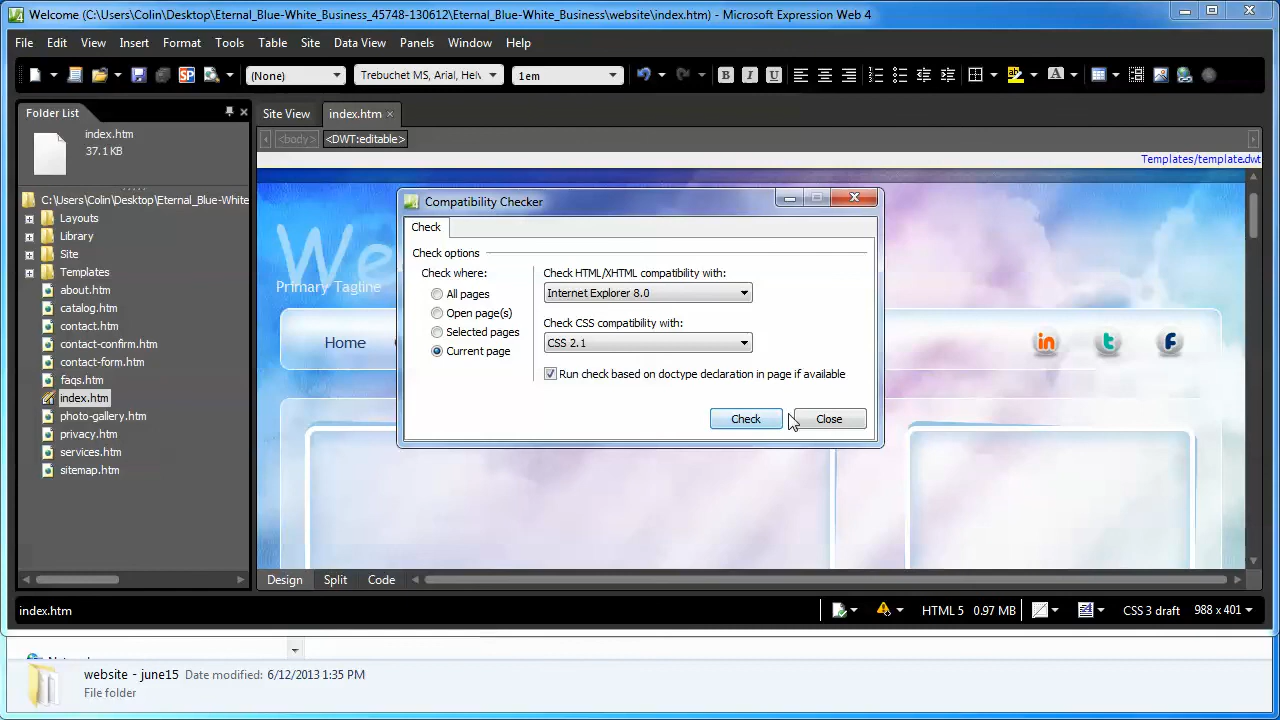 Welcome (C:\Users\Colin\Desktop\Eternal_Blue-White_Business_45748-130612\Eternal_Blue-White_Business\website\index.htm) - Microsoft Expression Web 4
File Edit View Insert Format Tools Table Site Data View Panels Window Help
(None) Trebuchet MS, Arial, Helv 1em B I U A
Folder List
Site View index.htm
index.htm
37.1 KB
<body> <DWT:editable>
Templates/template.dwt
C:\Users\Colin\Desktop\Eternal_Blue-White
Layouts
Library
Site
Templates
about.htm
catalog.htm
contact.htm
contact-confirm.htm
contact-form.htm
faqs.htm
index.htm
photo-gallery.htm
privacy.htm
services.htm
sitemap.htm
We
Primary Tagline
Home
in t F
Compatibility Checker
Check
Check options
Check where:
All pages
Open page(s)
Selected pages
Current page
Check HTML/XHTML compatibility with:
Internet Explorer 8.0
Check CSS compatibility with:
CSS 2.1
Run check based on doctype declaration in page if available
Check Close
Design Split Code
index.htm HTML 5 0.97 MB CSS 3 draft 988 x 401
website - june15 Date modified: 6/12/2013 1:35 PM
File folder